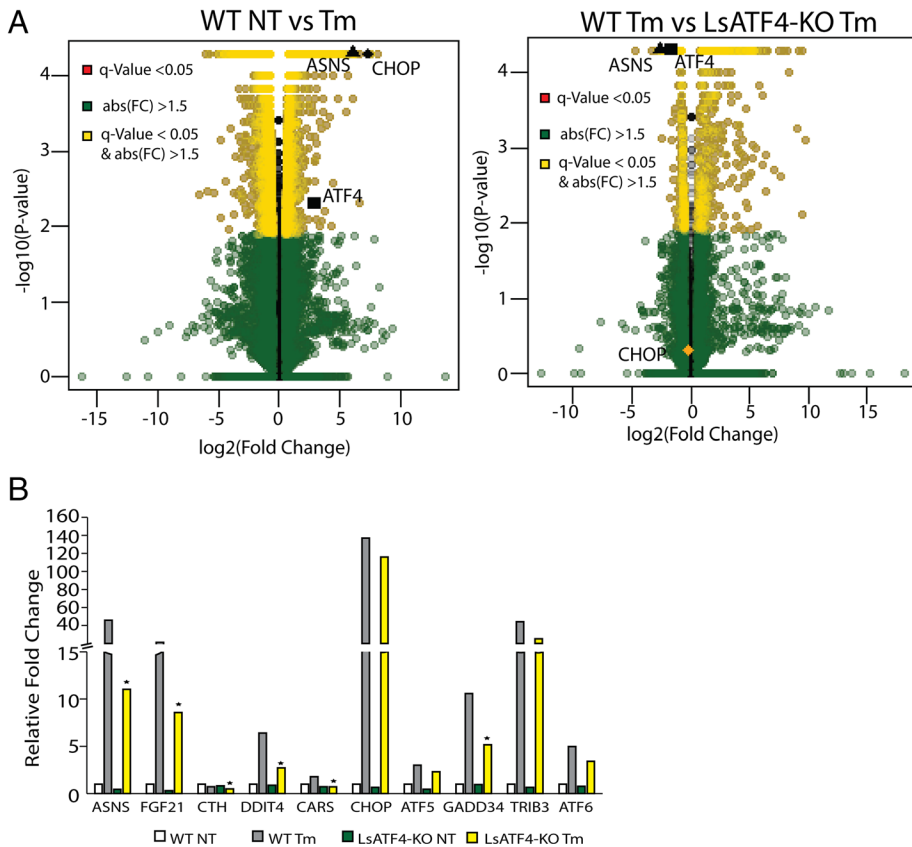 A
WT NT vs Tm
-log10(P-value)
4
3
2
1
0
q-Value <0.05
abs(FC) >1.5
q-Value < 0.05
& abs(FC) >1.5
ASNS
CHOP
ATF4
-15
-10
-5
0
5
10
log2(Fold Change)
WT Tm vs LsATF4-KO Tm
-log10(P-value)
4
3
2
1
0
q-Value <0.05
abs(FC) >1.5
q-Value < 0.05
& abs(FC) >1.5
ASNS
ATF4
CHOP
-10
-5
0
5
10
15
log2(Fold Change)
B
Relative Fold Change
160
140
120
100
80
60
40
15
10
5
0
* * * * * *
ASNS FGF21 CTH DDIT4 CARS CHOP ATF5 GADD34 TRIB3 ATF6
WT NT WT Tm LsATF4-KO NT LsATF4-KO Tm